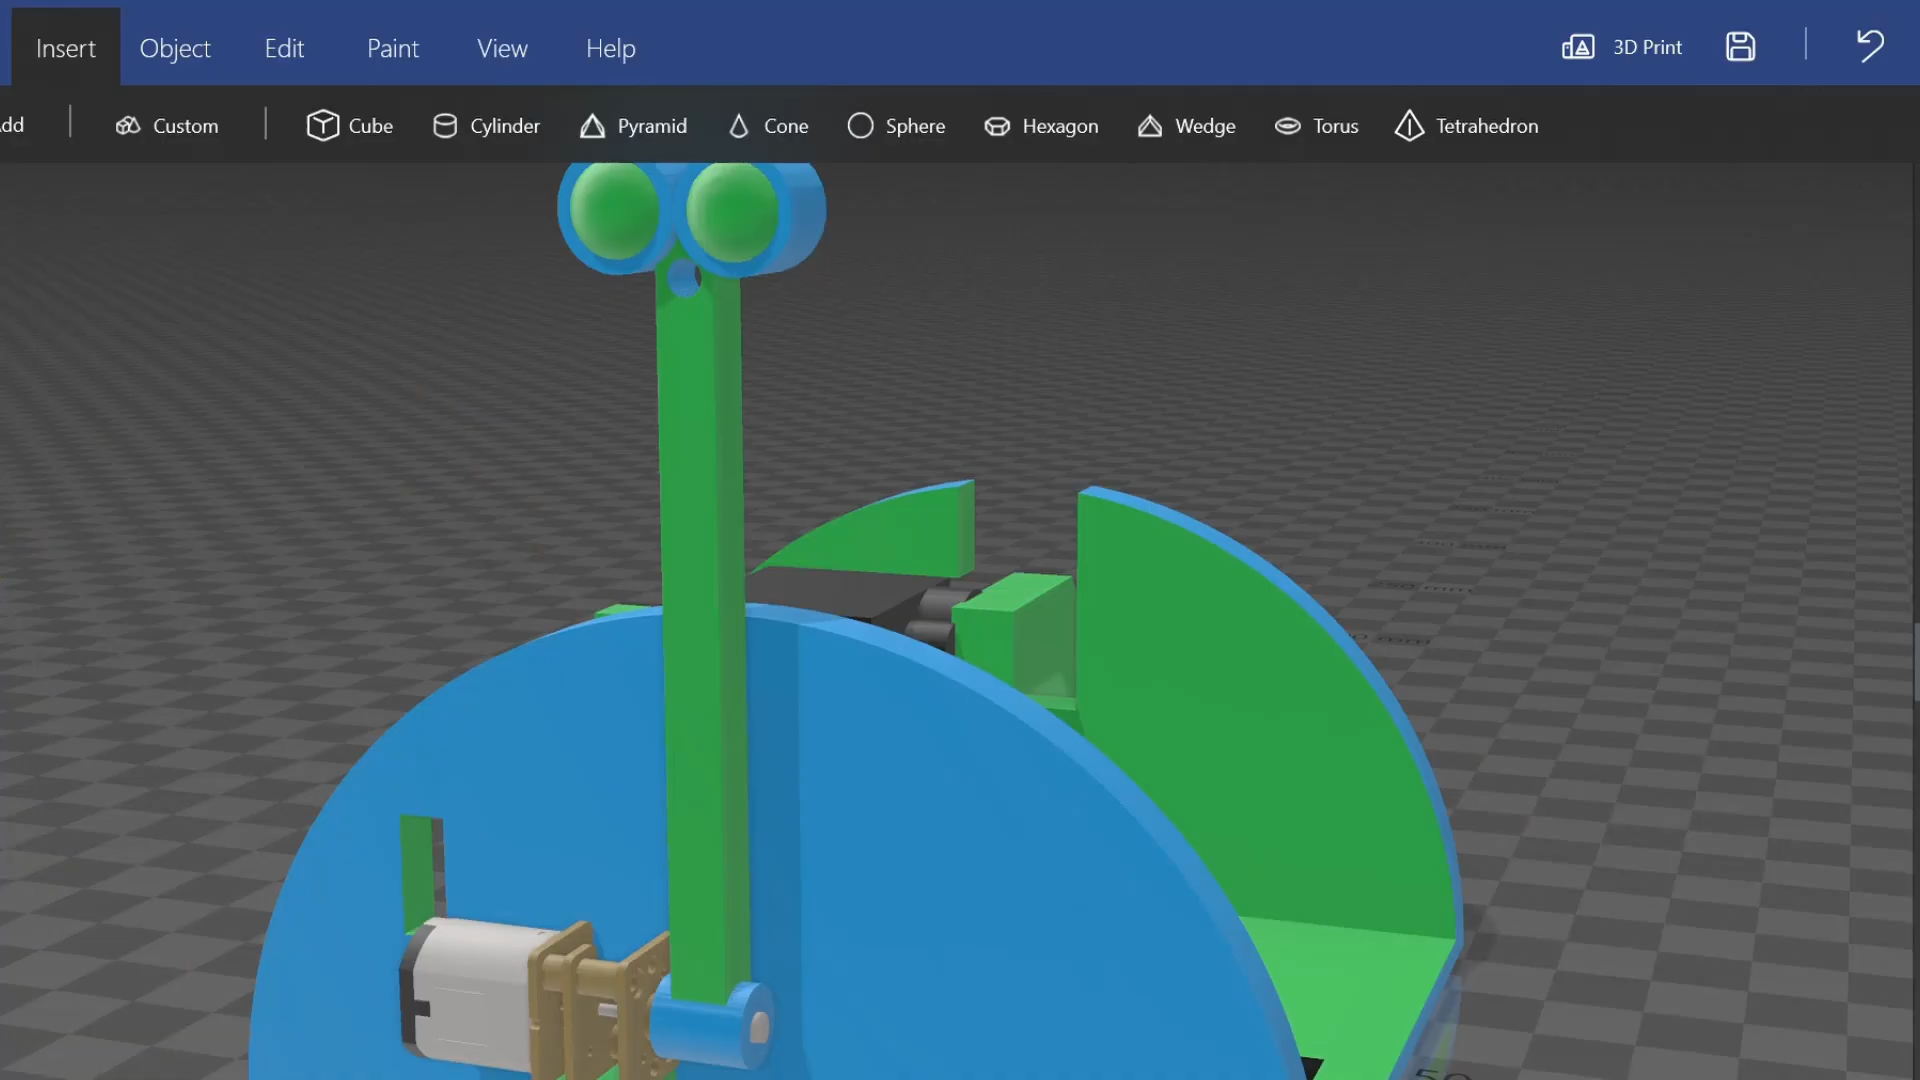 Insert Object Edit Paint View Help 3D Print
dd Custom Cube Cylinder Pyramid Cone Sphere Hexagon Wedge Torus Tetrahedron
50